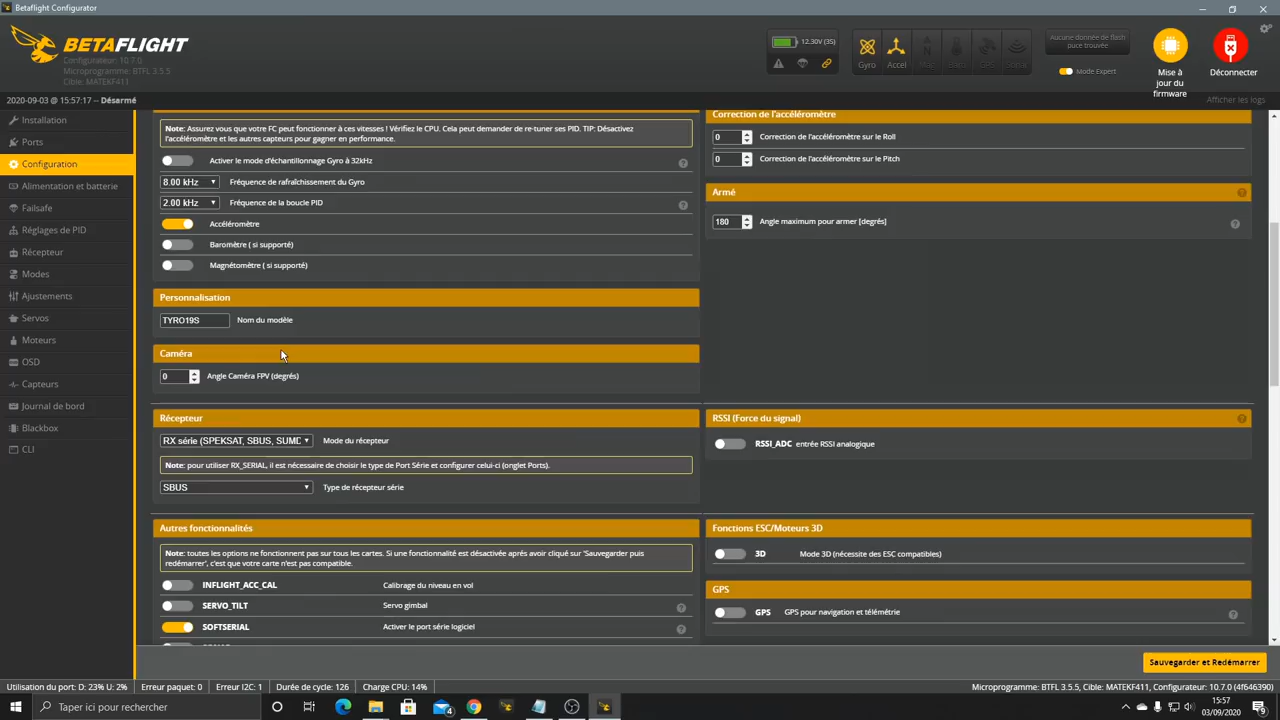 Betaflight Configurator
BETAFLIGHT
Configurateur: 10.7.0
Microprogramme: BTFL 3.5.5
Cible: MATEKF411
12.30V (3S)
Gyro
Accel
Mag
Baro
GPS
Sonar
Aucune donnée de flash
puce trouvée
Mode Expert
Mise à
jour du
firmware
Déconnecter
2020-09-03 @ 15:57:17 -- Désarmé
Afficher les logs
Installation
Ports
Configuration
Alimentation et batterie
Failsafe
Réglages de PID
Récepteur
Modes
Ajustements
Servos
Moteurs
OSD
Capteurs
Journal de bord
Blackbox
CLI
Note: Assurez vous que votre FC peut fonctionner à ces vitesses ! Vérifiez le CPU. Cela peut demander de re-tuner ses PID. TIP: Désactivez
l'accéléromètre et les autres capteurs pour gagner en performance.
Activer le mode d'échantillonnage Gyro à 32kHz
8.00 kHz Fréquence de rafraîchissement du Gyro
2.00 kHz Fréquence de la boucle PID
Accéléromètre
Baromètre ( si supporté)
Magnétomètre ( si supporté)
Personnalisation
TYRO19S Nom du modèle
Caméra
0 Angle Caméra FPV (degrés)
Récepteur
RX série (SPEKSAT, SBUS, SUMD Mode du récepteur
Note: pour utiliser RX_SERIAL, il est nécessaire de choisir le type de Port Série et configurer celui-ci (onglet Ports).
SBUS Type de récepteur série
Autres fonctionnalités
Note: toutes les options ne fonctionnent pas sur tous les cartes. Si une fonctionnalité est désactivée aprés avoir cliqué sur 'Sauvegarder puis
redémarrer', c'est que votre carte n'est pas compatible.
INFLIGHT_ACC_CAL Calibrage du niveau en vol
SERVO_TILT Servo gimbal
SOFTSERIAL Activer le port série logiciel
Correction de l'accéléromètre
0 Correction de l'accéléromètre sur le Roll
0 Correction de l'accéléromètre sur le Pitch
Armé
180 Angle maximum pour armer [degrés]
RSSI (Force du signal)
RSSI_ADC entrée RSSI analogique
Fonctions ESC/Moteurs 3D
3D Mode 3D (nécessite des ESC compatibles)
GPS
GPS GPS pour navigation et télémétrie
Sauvegarder et Redémarrer
Utilisation du port: D: 23% U: 2% Erreur paquet: 0 Erreur I2C: 1 Durée de cycle: 126 Charge CPU: 14% Microprogramme: BTFL 3.5.5, Cible: MATEKF411, Configurateur: 10.7.0 (4f646390)
Taper ici pour rechercher
4
15:57
03/09/2020
9